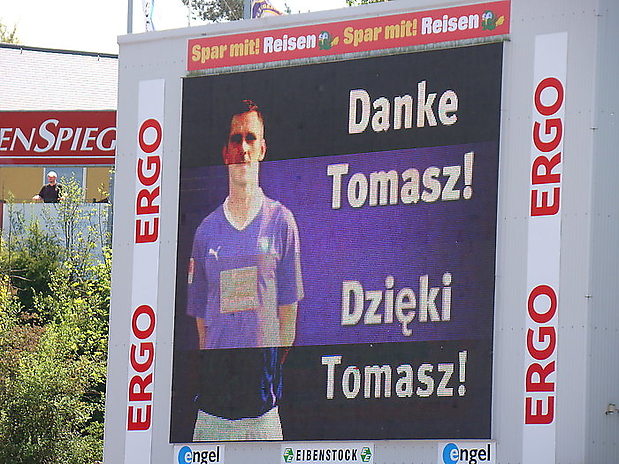 Spar mit! Reisen Spar mit! Reisen
Danke
Tomasz!
Dzięki
Tomasz!
ERGO
ERGO
ERGO
ERGO
ENSPIEG
engel
EIBENSTOCK
engel